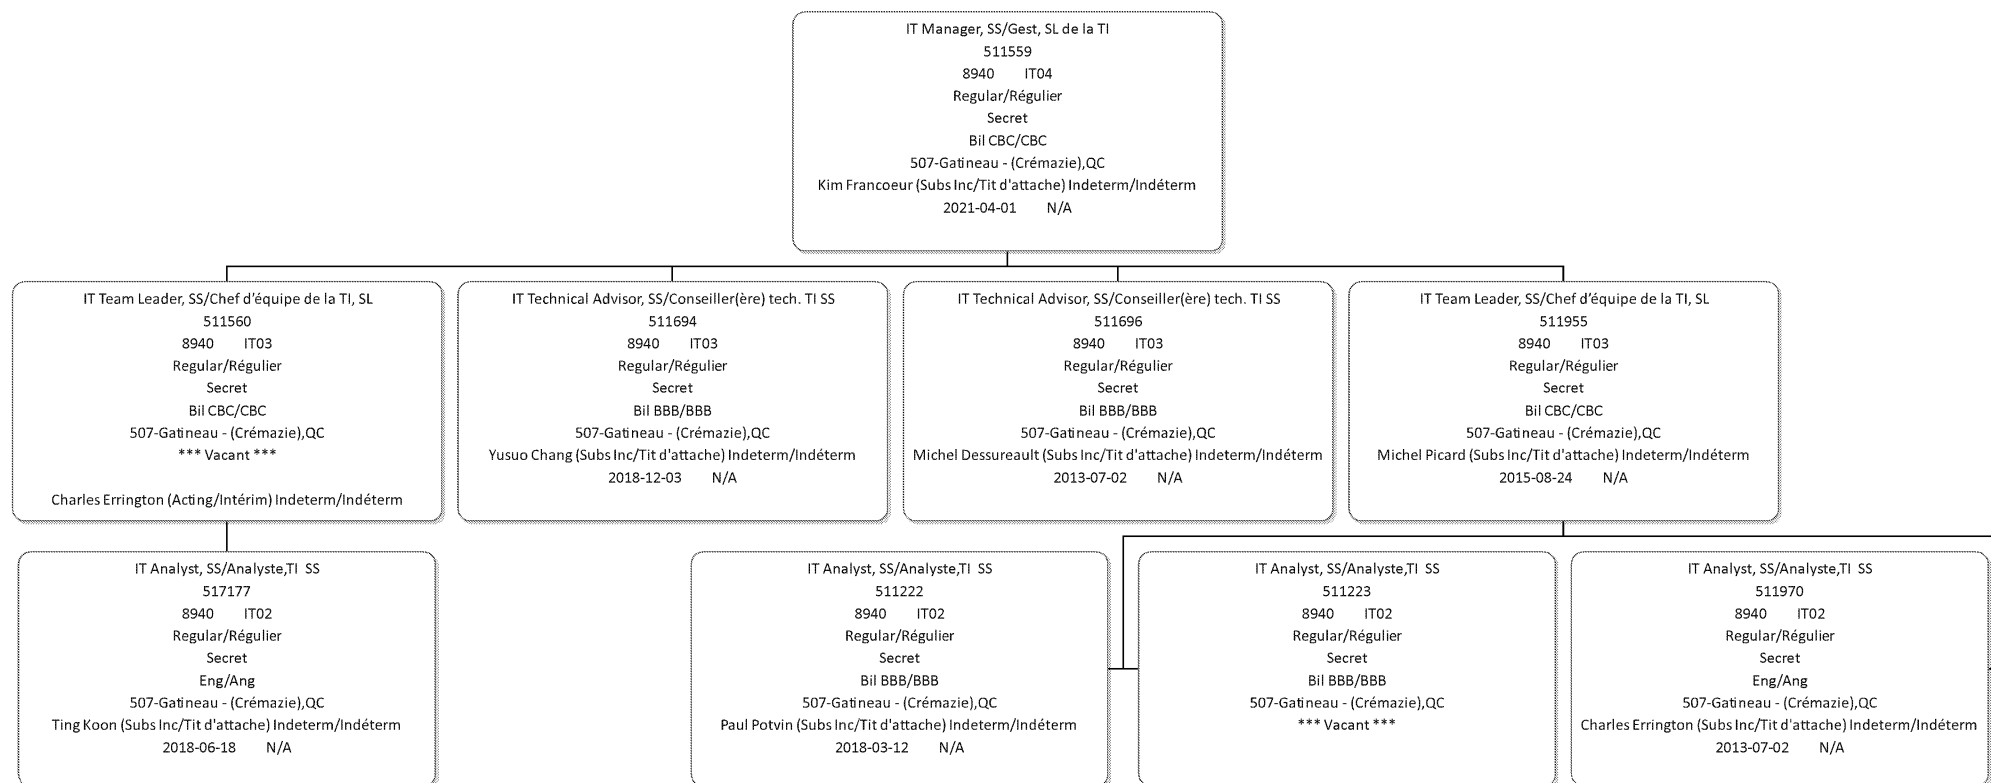 IT Manager, SS/Gest, SL de la TI
511559
8940 IT04
Regular/Régulier
Secret
Bil CBC/CBC
507-Gatineau - (Crémazie),QC
Kim Francoeur (Subs Inc/Tit d'attache) Indeterm/Indéterm
2021-04-01 N/A
IT Team Leader, SS/Chef d'équipe de la TI, SL
511560
8940 IT03
Regular/Régulier
Secret
Bil CBC/CBC
507-Gatineau - (Crémazie),QC
*** Vacant ***
Charles Errington (Acting/Intérim) Indeterm/Indéterm
IT Technical Advisor, SS/Conseiller(ère) tech. TI SS
511694
8940 IT03
Regular/Régulier
Secret
Bil BBB/BBB
507-Gatineau - (Crémazie),QC
Yusuo Chang (Subs Inc/Tit d'attache) Indeterm/Indéterm
2018-12-03 N/A
IT Technical Advisor, SS/Conseiller(ère) tech. TI SS
511696
8940 IT03
Regular/Régulier
Secret
Bil BBB/BBB
507-Gatineau - (Crémazie),QC
Michel Dessureault (Subs Inc/Tit d'attache) Indeterm/Indéterm
2013-07-02 N/A
IT Team Leader, SS/Chef d'équipe de la TI, SL
511955
8940 IT03
Regular/Régulier
Secret
Bil CBC/CBC
507-Gatineau - (Crémazie),QC
Michel Picard (Subs Inc/Tit d'attache) Indeterm/Indéterm
2015-08-24 N/A
IT Analyst, SS/Analyste,TI SS
517177
8940 IT02
Regular/Régulier
Secret
Eng/Ang
507-Gatineau - (Crémazie),QC
Ting Koon (Subs Inc/Tit d'attache) Indeterm/Indéterm
2018-06-18 N/A
IT Analyst, SS/Analyste,TI SS
511222
8940 IT02
Regular/Régulier
Secret
Bil BBB/BBB
507-Gatineau - (Crémazie),QC
Paul Potvin (Subs Inc/Tit d'attache) Indeterm/Indéterm
2018-03-12 N/A
IT Analyst, SS/Analyste,TI SS
511223
8940 IT02
Regular/Régulier
Secret
Bil BBB/BBB
507-Gatineau - (Crémazie),QC
*** Vacant ***
IT Analyst, SS/Analyste,TI SS
511970
8940 IT02
Regular/Régulier
Secret
Eng/Ang
507-Gatineau - (Crémazie),QC
Charles Errington (Subs Inc/Tit d'attache) Indeterm/Indéterm
2013-07-02 N/A